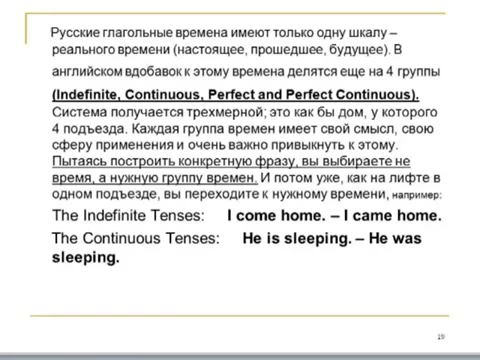 Русские глагольные времена имеют только одну шкалу –
реального времени (настоящее, прошедшее, будущее). В
английском вдобавок к этому времена делятся еще на 4 группы
(Indefinite, Continuous, Perfect and Perfect Continuous).
Система получается трехмерной; это как бы дом, у которого
4 подъезда. Каждая группа времен имеет свой смысл, свою
сферу применения и очень важно привыкнуть к этому.
Пытаясь построить конкретную фразу, вы выбираете не
время, а нужную группу времен. И потом уже, как на лифте в
одном подъезде, вы переходите к нужному времени, например:
The Indefinite Tenses: I come home. – I came home.
The Continuous Tenses: He is sleeping. – He was
sleeping.
19